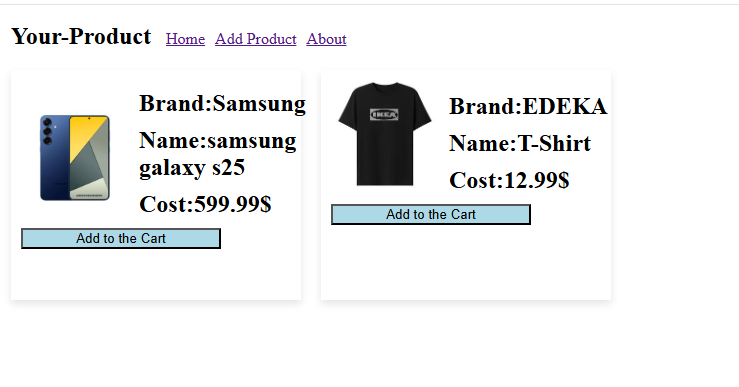 Your-Product Home Add Product About
Brand:Samsung
Name:samsung
galaxy s25
Cost:599.99$
Add to the Cart
IKEA
Brand:EDEKA
Name:T-Shirt
Cost:12.99$
Add to the Cart